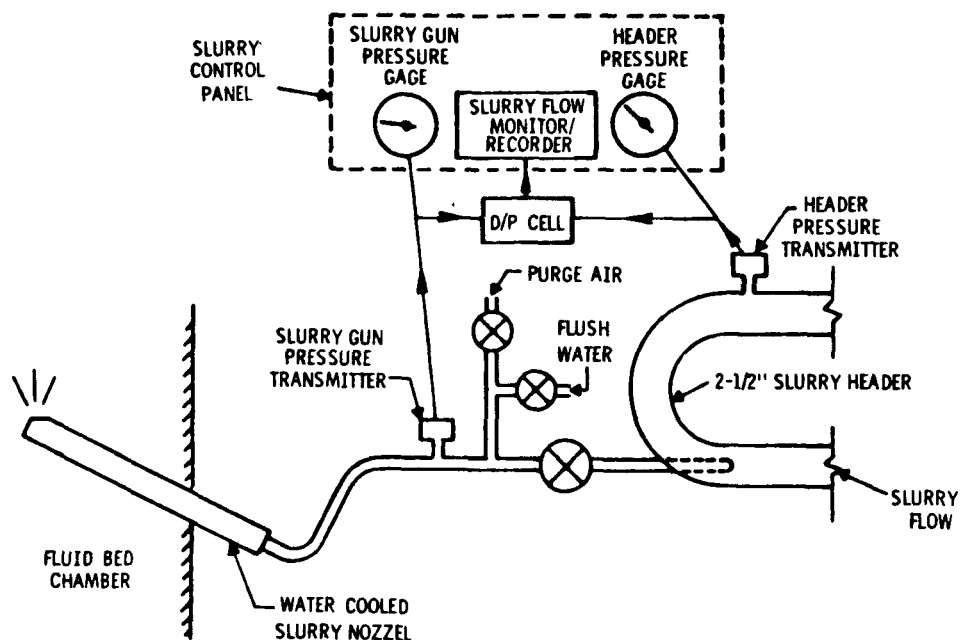 SLURRY
CONTROL
PANEL
SLURRY GUN
PRESSURE
GAGE
SLURRY FLOW
MONITOR/
RECORDER
HEADER
PRESSURE
GAGE
D/P CELL
HEADER
PRESSURE
TRANSMITTER
PURGE AIR
FLUSH
WATER
SLURRY GUN
PRESSURE
TRANSMITTER
2-1/2" SLURRY HEADER
SLURRY
FLOW
FLUID BED
CHAMBER
WATER COOLED
SLURRY NOZZEL